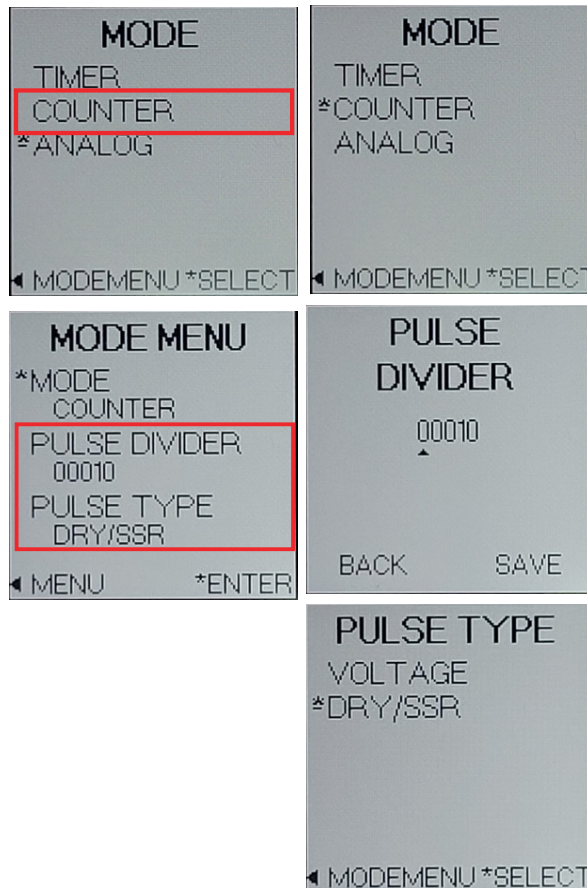 MODE
TIMER
COUNTER
*ANALOG
◄ MODEMENU *SELECT
MODE
TIMER
*COUNTER
ANALOG
◄ MODEMENU *SELECT
MODE MENU
*MODE
COUNTER
PULSE DIVIDER
00010
PULSE TYPE
DRY/SSR
◄ MENU *ENTER
PULSE
DIVIDER
00010
BACK SAVE
PULSE TYPE
VOLTAGE
*DRY/SSR
◄ MODEMENU *SELECT